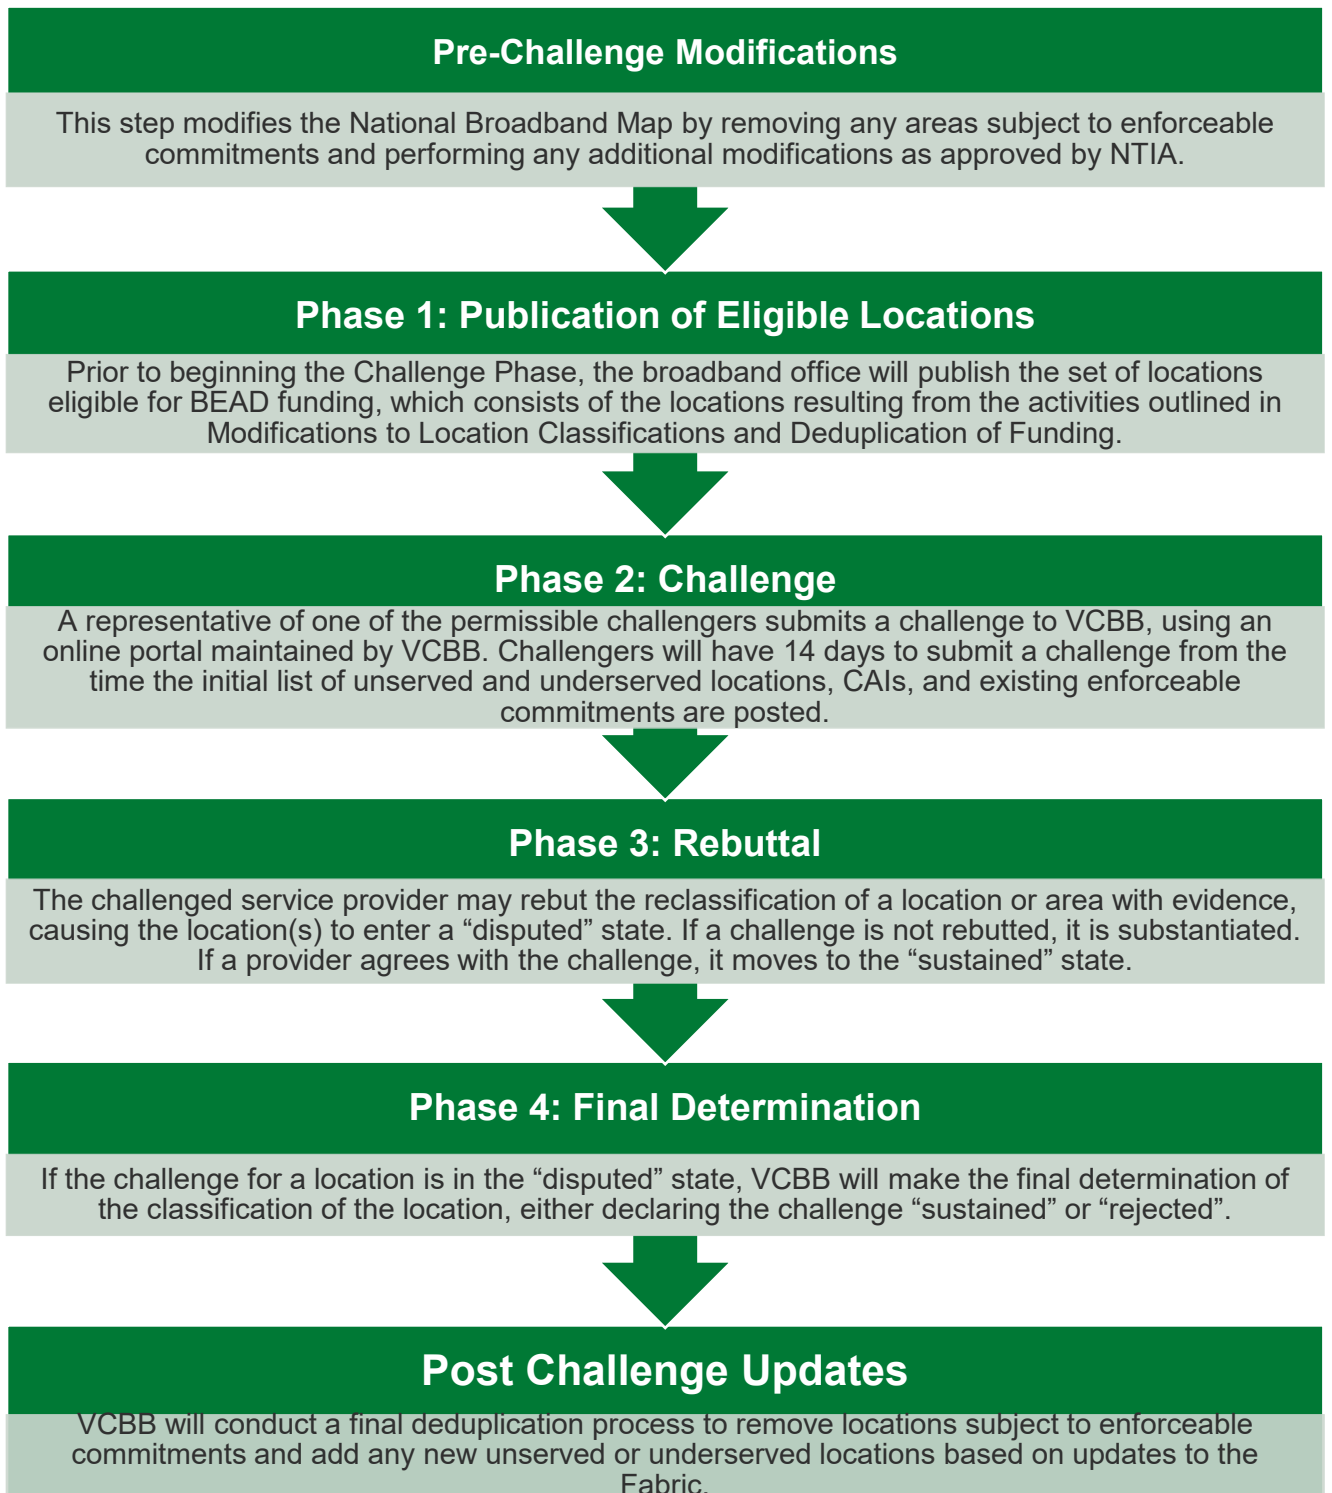 Pre-Challenge Modifications
This step modifies the National Broadband Map by removing any areas subject to enforceable
commitments and performing any additional modifications as approved by NTIA.
Phase 1: Publication of Eligible Locations
Prior to beginning the Challenge Phase, the broadband office will publish the set of locations
eligible for BEAD funding, which consists of the locations resulting from the activities outlined in
Modifications to Location Classifications and Deduplication of Funding.
Phase 2: Challenge
A representative of one of the permissible challengers submits a challenge to VCBB, using an
online portal maintained by VCBB. Challengers will have 14 days to submit a challenge from the
time the initial list of unserved and underserved locations, CAIs, and existing enforceable
commitments are posted.
Phase 3: Rebuttal
The challenged service provider may rebut the reclassification of a location or area with evidence,
causing the location(s) to enter a “disputed” state. If a challenge is not rebutted, it is substantiated.
If a provider agrees with the challenge, it moves to the “sustained” state.
Phase 4: Final Determination
If the challenge for a location is in the “disputed” state, VCBB will make the final determination of
the classification of the location, either declaring the challenge “sustained” or “rejected”.
Post Challenge Updates
VCBB will conduct a final deduplication process to remove locations subject to enforceable
commitments and add any new unserved or underserved locations based on updates to the
Fabric.